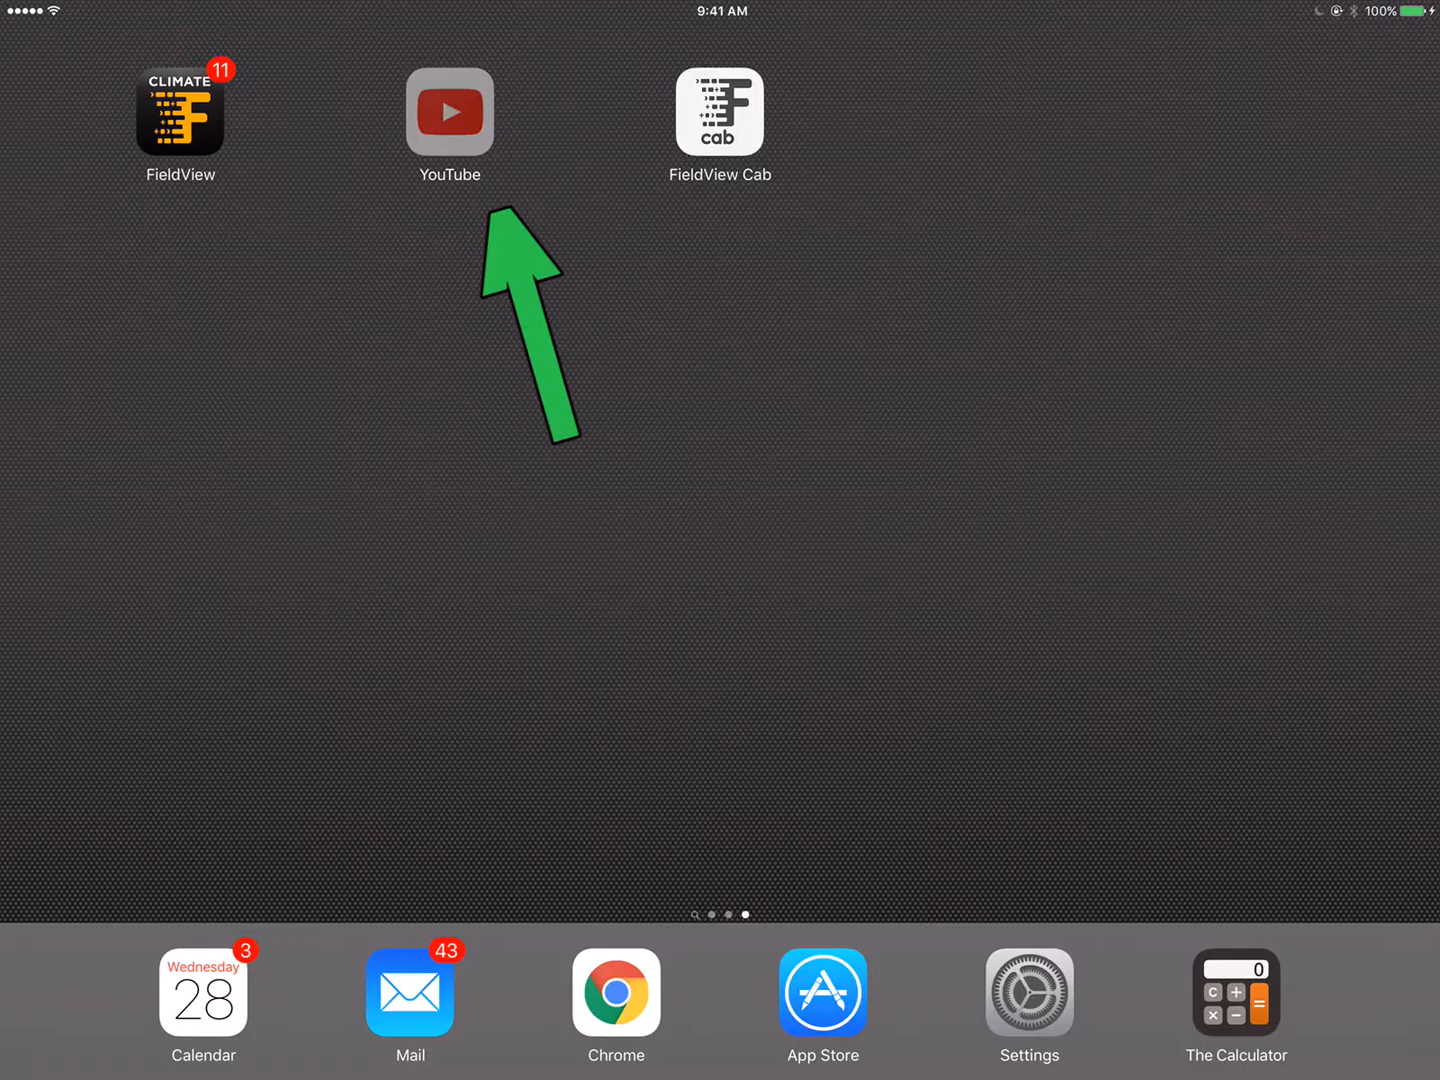 9:41 AM
100%
CLIMATE
11
FieldView
YouTube
cab
FieldView Cab
Wednesday
28
3
Calendar
43
Mail
Chrome
App Store
Settings
0
C + =
× −
The Calculator